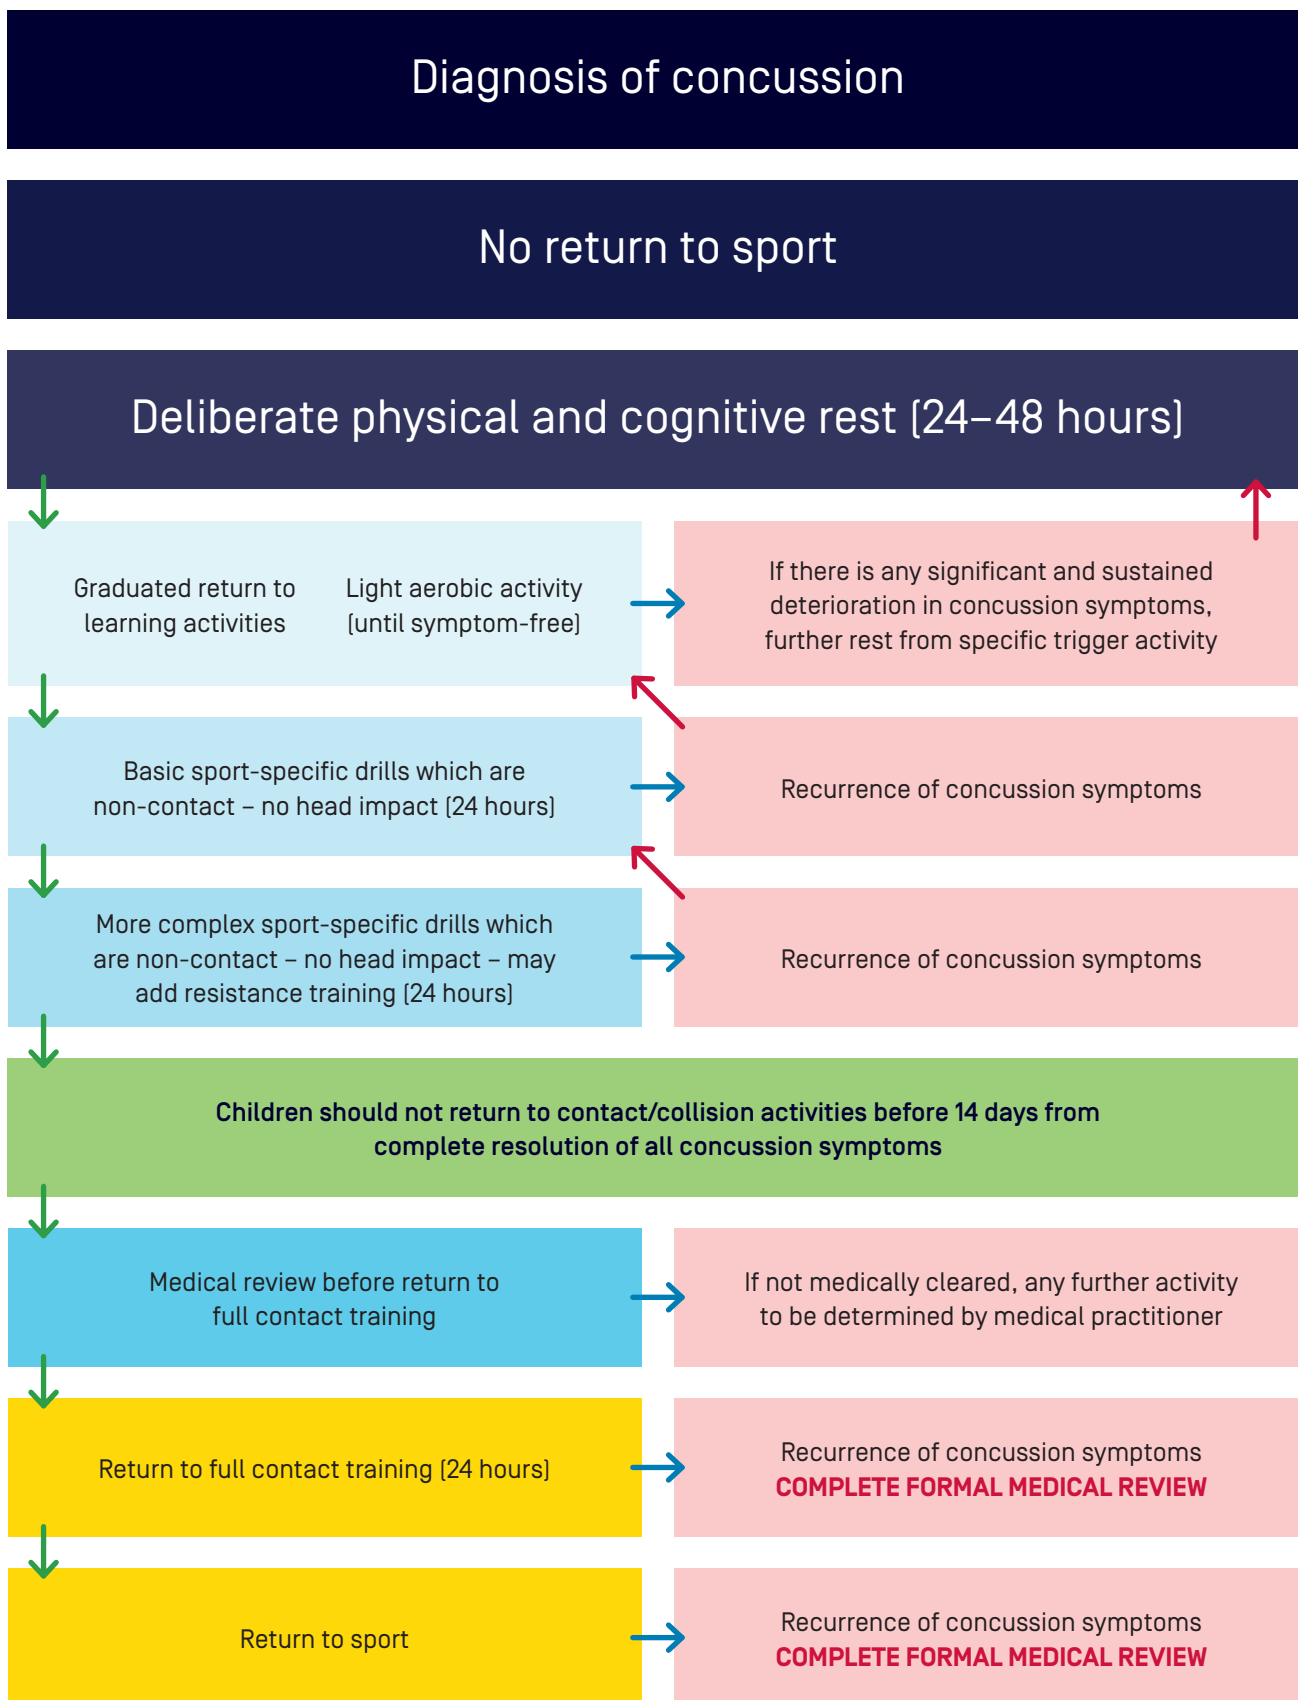 Diagnosis of concussion
No return to sport
Deliberate physical and cognitive rest (24–48 hours)
Graduated return to
learning activities
Light aerobic activity
(until symptom-free)
If there is any significant and sustained
deterioration in concussion symptoms,
further rest from specific trigger activity
Basic sport-specific drills which are
non-contact – no head impact (24 hours)
Recurrence of concussion symptoms
More complex sport-specific drills which
are non-contact – no head impact – may
add resistance training (24 hours)
Recurrence of concussion symptoms
Children should not return to contact/collision activities before 14 days from
complete resolution of all concussion symptoms
Medical review before return to
full contact training
If not medically cleared, any further activity
to be determined by medical practitioner
Return to full contact training (24 hours)
Recurrence of concussion symptoms
COMPLETE FORMAL MEDICAL REVIEW
Return to sport
Recurrence of concussion symptoms
COMPLETE FORMAL MEDICAL REVIEW